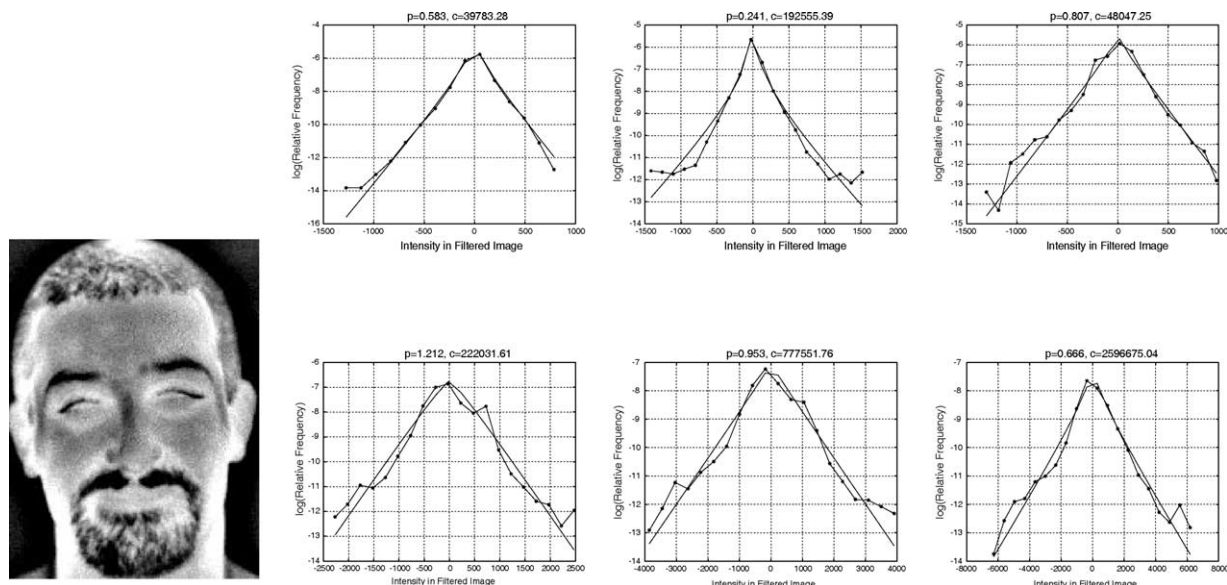 p=0.583, c=39783.28
-4
-6
-8
-10
-12
-14
-16
log(Relative Frequency)
-1500 -1000 -500 0 500 1000
Intensity in Filtered Image
p=0.241, c=192555.39
-5
-6
-7
-8
-9
-10
-11
-12
-13
-14
log(Relative Frequency)
-1500 -1000 -500 0 500 1000 1500 2000
Intensity in Filtered Image
p=0.807, c=48047.25
-5
-6
-7
-8
-9
-10
-11
-12
-13
-14
-15
log(Relative Frequency)
-1500 -1000 -500 0 500 1000
Intensity in Filtered Image
p=1.212, c=222031.61
-6
-7
-8
-9
-10
-11
-12
-13
-14
log(Relative Frequency)
-2500 -2000 -1500 -1000 -500 0 500 1000 1500 2000 2500
Intensity in Filtered Image
p=0.953, c=777551.76
-7
-8
-9
-10
-11
-12
-13
-14
log(Relative Frequency)
-4000 -3000 -2000 -1000 0 1000 2000 3000 4000
Intensity in Filtered Image
p=0.666, c=2596675.04
-7
-8
-9
-10
-11
-12
-13
-14
log(Relative Frequency)
-8000 -6000 -4000 -2000 0 2000 4000 6000 8000
Intensity in Filtered Image